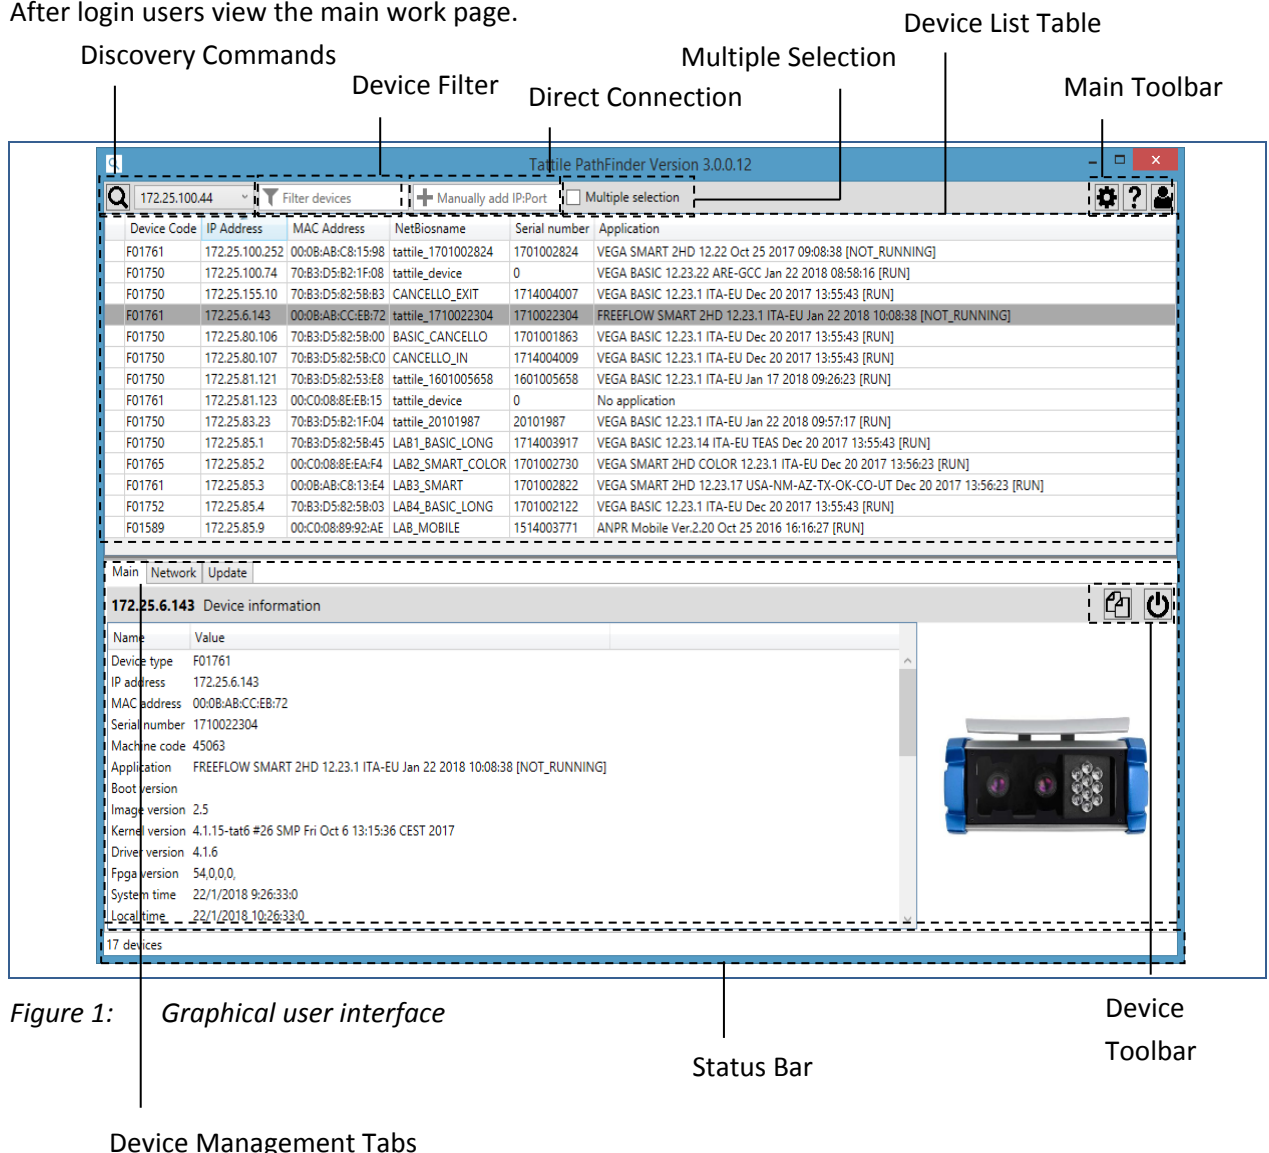 After login users view the main work page.
Device List Table
Discovery Commands
Multiple Selection
Device Filter
Direct Connection
Main Toolbar
Tattile PathFinder Version 3.0.0.12
172.25.100.44 Filter devices Manually add IP:Port Multiple selection
Device Code IP Address MAC Address NetBiosname Serial number Application
F01761 172.25.100.252 00:0B:AB:C8:15:98 tattile_1701002824 1701002824 VEGA SMART 2HD 12.22 Oct 25 2017 09:08:38 [NOT_RUNNING]
F01750 172.25.100.74 70:B3:D5:B2:1F:08 tattile_device 0 VEGA BASIC 12.23.22 ARE-GCC Jan 22 2018 08:58:16 [RUN]
F01750 172.25.155.10 70:B3:D5:82:5B:B3 CANCELLO_EXIT 1714004007 VEGA BASIC 12.23.1 ITA-EU Dec 20 2017 13:55:43 [RUN]
F01761 172.25.6.143 00:0B:AB:CC:EB:72 tattile_1710022304 1710022304 FREEFLOW SMART 2HD 12.23.1 ITA-EU Jan 22 2018 10:08:38 [NOT_RUNNING]
F01750 172.25.80.106 70:B3:D5:82:5B:00 BASIC_CANCELLO 1701001863 VEGA BASIC 12.23.1 ITA-EU Dec 20 2017 13:55:43 [RUN]
F01750 172.25.80.107 70:B3:D5:82:5B:C0 CANCELLO_IN 1714004009 VEGA BASIC 12.23.1 ITA-EU Dec 20 2017 13:55:43 [RUN]
F01750 172.25.81.121 70:B3:D5:82:53:E8 tattile_1601005658 1601005658 VEGA BASIC 12.23.1 ITA-EU Jan 17 2018 09:26:23 [RUN]
F01761 172.25.81.123 00:C0:08:8E:EB:15 tattile_device 0 No application
F01750 172.25.83.23 70:B3:D5:B2:1F:04 tattile_20101987 20101987 VEGA BASIC 12.23.1 ITA-EU Jan 22 2018 09:57:17 [RUN]
F01750 172.25.85.1 70:B3:D5:82:5B:45 LAB1_BASIC_LONG 1714003917 VEGA BASIC 12.23.14 ITA-EU TEAS Dec 20 2017 13:55:43 [RUN]
F01765 172.25.85.2 00:C0:08:8E:EA:F4 LAB2_SMART_COLOR 1701002730 VEGA SMART 2HD COLOR 12.23.1 ITA-EU Dec 20 2017 13:56:23 [RUN]
F01761 172.25.85.3 00:0B:AB:C8:13:E4 LAB3_SMART 1701002822 VEGA SMART 2HD 12.23.17 USA-NM-AZ-TX-OK-CO-UT Dec 20 2017 13:56:23 [RUN]
F01752 172.25.85.4 70:B3:D5:82:5B:03 LAB4_BASIC_LONG 1701002122 VEGA BASIC 12.23.1 ITA-EU Dec 20 2017 13:55:43 [RUN]
F01589 172.25.85.9 00:C0:08:89:92:AE LAB_MOBILE 1514003771 ANPR Mobile Ver.2.20 Oct 25 2016 16:16:27 [RUN]
Main Network Update
172.25.6.143 Device information
Name Value
Device type F01761
IP address 172.25.6.143
MAC address 00:0B:AB:CC:EB:72
Serial number 1710022304
Machine code 45063
Application FREEFLOW SMART 2HD 12.23.1 ITA-EU Jan 22 2018 10:08:38 [NOT_RUNNING]
Boot version
Image version 2.5
Kernel version 4.1.15-tat6 #26 SMP Fri Oct 6 13:15:36 CEST 2017
Driver version 4.1.6
Fpga version 54,0,0,0,
System time 22/1/2018 9:26:33:0
Local time 22/1/2018 10:26:33:0
17 devices
Figure 1: Graphical user interface
Device
Toolbar
Status Bar
Device Management Tabs